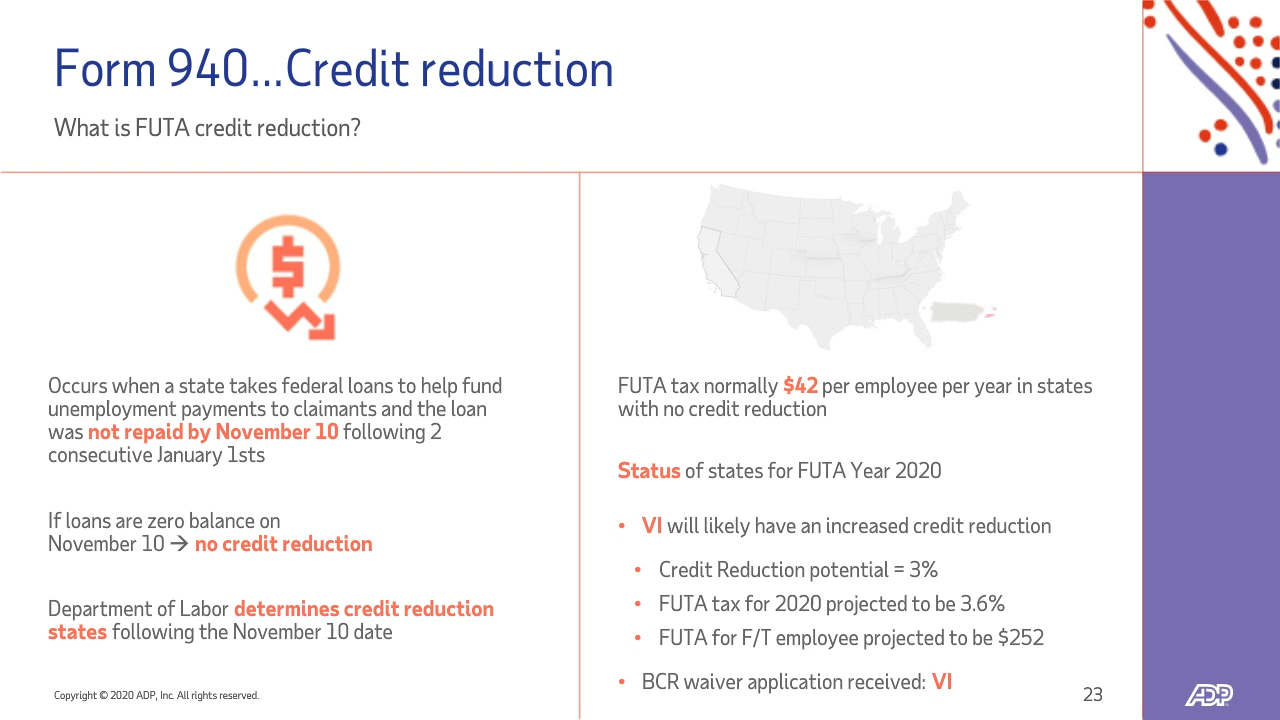 Form 940...Credit reduction
What is FUTA credit reduction?
$
Occurs when a state takes federal loans to help fund
unemployment payments to claimants and the loan
was not repaid by November 10 following 2
consecutive January 1sts
If loans are zero balance on
November 10 → no credit reduction
Department of Labor determines credit reduction
states following the November 10 date
FUTA tax normally $42 per employee per year in states
with no credit reduction
Status of states for FUTA Year 2020
• VI will likely have an increased credit reduction
• Credit Reduction potential = 3%
• FUTA tax for 2020 projected to be 3.6%
• FUTA for F/T employee projected to be $252
• BCR waiver application received: VI
Copyright © 2020 ADP, Inc. All rights reserved.
23
ADP